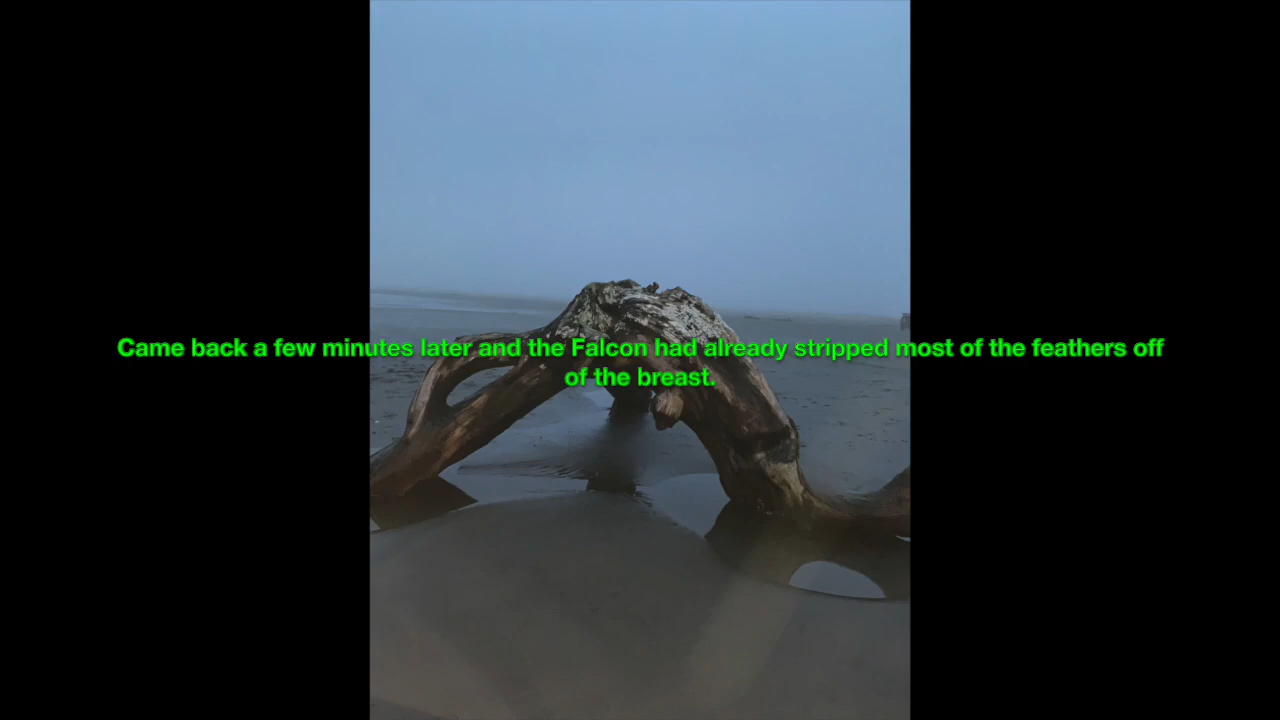 Came back a few minutes later and the Falcon had already stripped most of the feathers off
of the breast.